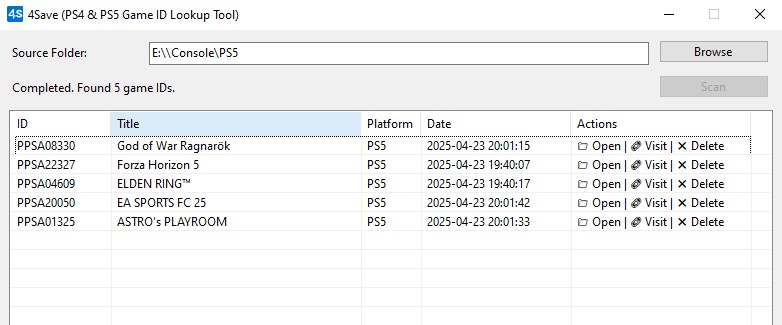 4S 4Save (PS4 & PS5 Game ID Lookup Tool)
Source Folder: E:\\Console\PS5 Browse
Completed. Found 5 game IDs. Scan
ID Title Platform Date Actions
PPSA08330 God of War Ragnarök PS5 2025-04-23 20:01:15 Open | Visit | ✕ Delete
PPSA22327 Forza Horizon 5 PS5 2025-04-23 19:40:07 Open | Visit | ✕ Delete
PPSA04609 ELDEN RING™ PS5 2025-04-23 19:40:17 Open | Visit | ✕ Delete
PPSA20050 EA SPORTS FC 25 PS5 2025-04-23 20:01:42 Open | Visit | ✕ Delete
PPSA01325 ASTRO's PLAYROOM PS5 2025-04-23 20:01:33 Open | Visit | ✕ Delete